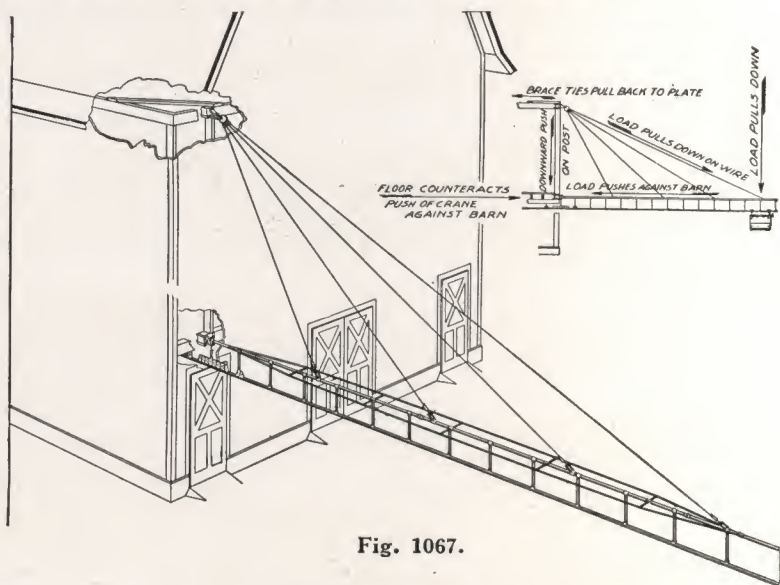 BRACE TIES PULL BACK TO PLATE
LOAD PULLS DOWN
DOWNWARD PUSH
ON POST
LOAD PULLS DOWN ON WIRE
FLOOR COUNTERACTS
PUSH OF CRANE
AGAINST BARN
LOAD PUSHES AGAINST BARN
Fig. 1067.